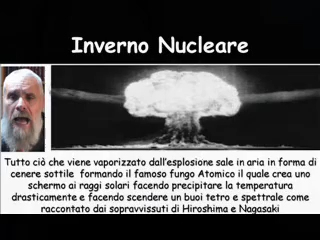 Inverno Nucleare
Tutto ciò che viene vaporizzato dall'esplosione sale in aria in forma di
cenere sottile formando il famoso fungo Atomico il quale crea uno
schermo ai raggi solari facendo precipitare la temperatura
drasticamente e facendo scendere un buoi tetro e spettrale come
raccontato dai sopravvissuti di Hiroshima e Nagasaki